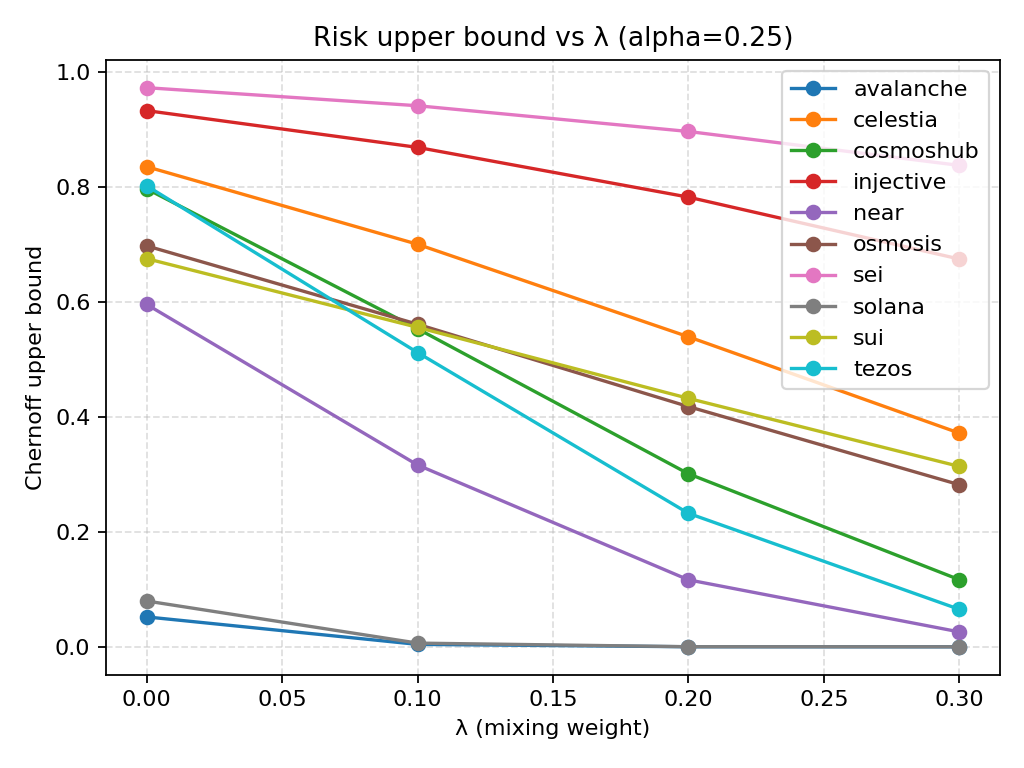 Risk upper bound vs λ (alpha=0.25)
Chernoff upper bound
1.0
0.8
0.6
0.4
0.2
0.0
avalanche
celestia
cosmoshub
injective
near
osmosis
sei
solana
sui
tezos
0.00 0.05 0.10 0.15 0.20 0.25 0.30
λ (mixing weight)